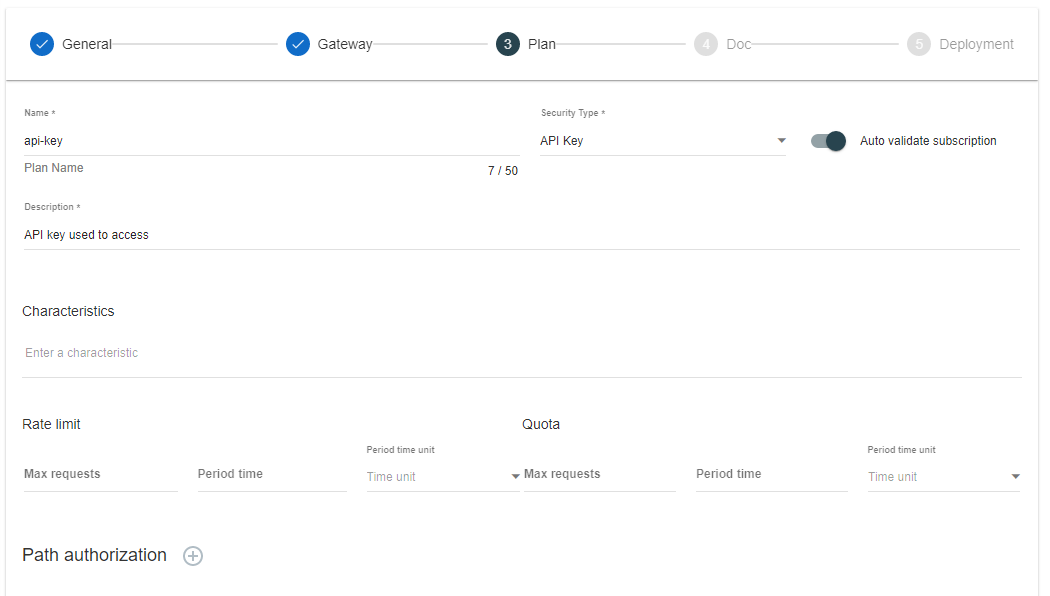 General Gateway 3 Plan 4 Doc 5 Deployment
Name * Security Type *
api-key API Key Auto validate subscription
Plan Name 7 / 50
Description *
API key used to access
Characteristics
Enter a characteristic
Rate limit Quota
Period time unit Period time unit
Max requests Period time Time unit Max requests Period time Time unit
Path authorization